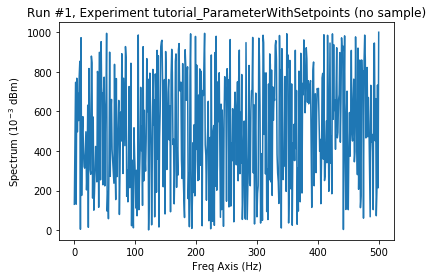 Run #1, Experiment tutorial_ParameterWithSetpoints (no sample)
1000
800
600
400
200
0
Spectrum (10⁻³ dBm)
0 100 200 300 400 500
Freq Axis (Hz)